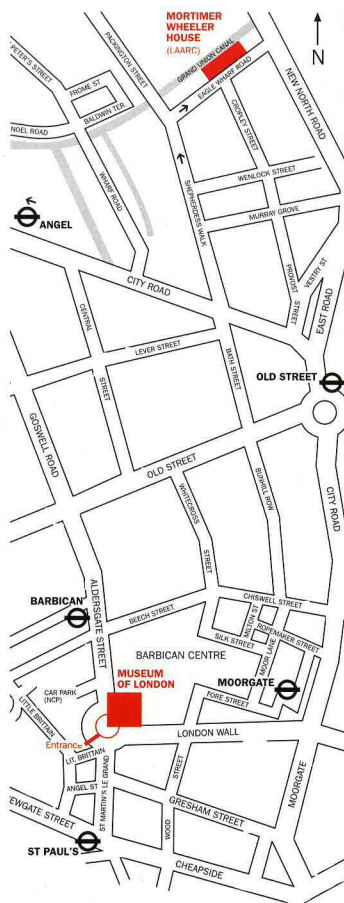 MORTIMER
WHEELER
HOUSE
(LAARC)
N
PETER'S STREET
PACKINGTON STREET
GRAND UNION CANAL
EAGLE WHARF ROAD
FROME ST
BALDWIN TER.
NOEL ROAD
CROPLEY STREET
NEW NORTH ROAD
WHARF ROAD
SHEPHERDESS WALK
WENLOCK STREET
MURRAY GROVE
ANGEL
CITY ROAD
PROVOST
STREET
VESTRY ST
EAST ROAD
CENTRAL
STREET
LEVER STREET
BATH STREET
OLD STREET
GOSWELL ROAD
OLD STREET
WHITECROSS
STREET
BUNHILL ROW
CITY ROAD
CHISWELL STREET
BARBICAN
ALDERSGATE STREET
BEECH STREET
SILK STREET
MILTON ST
MOOR LANE
ROPEMAKER STREET
BARBICAN CENTRE
MUSEUM
OF LONDON
MOORGATE
CAR PARK
(NCP)
FORE STREET
LITTLE BRITTAIN
Entrance
LONDON WALL
LIT. BRITTAIN
ANGEL ST
ST MARTIN'S LE GRAND
STREET
WOOD
GRESHAM STREET
MOORGATE
EWGATE STREET
ST PAUL'S
CHEAPSIDE